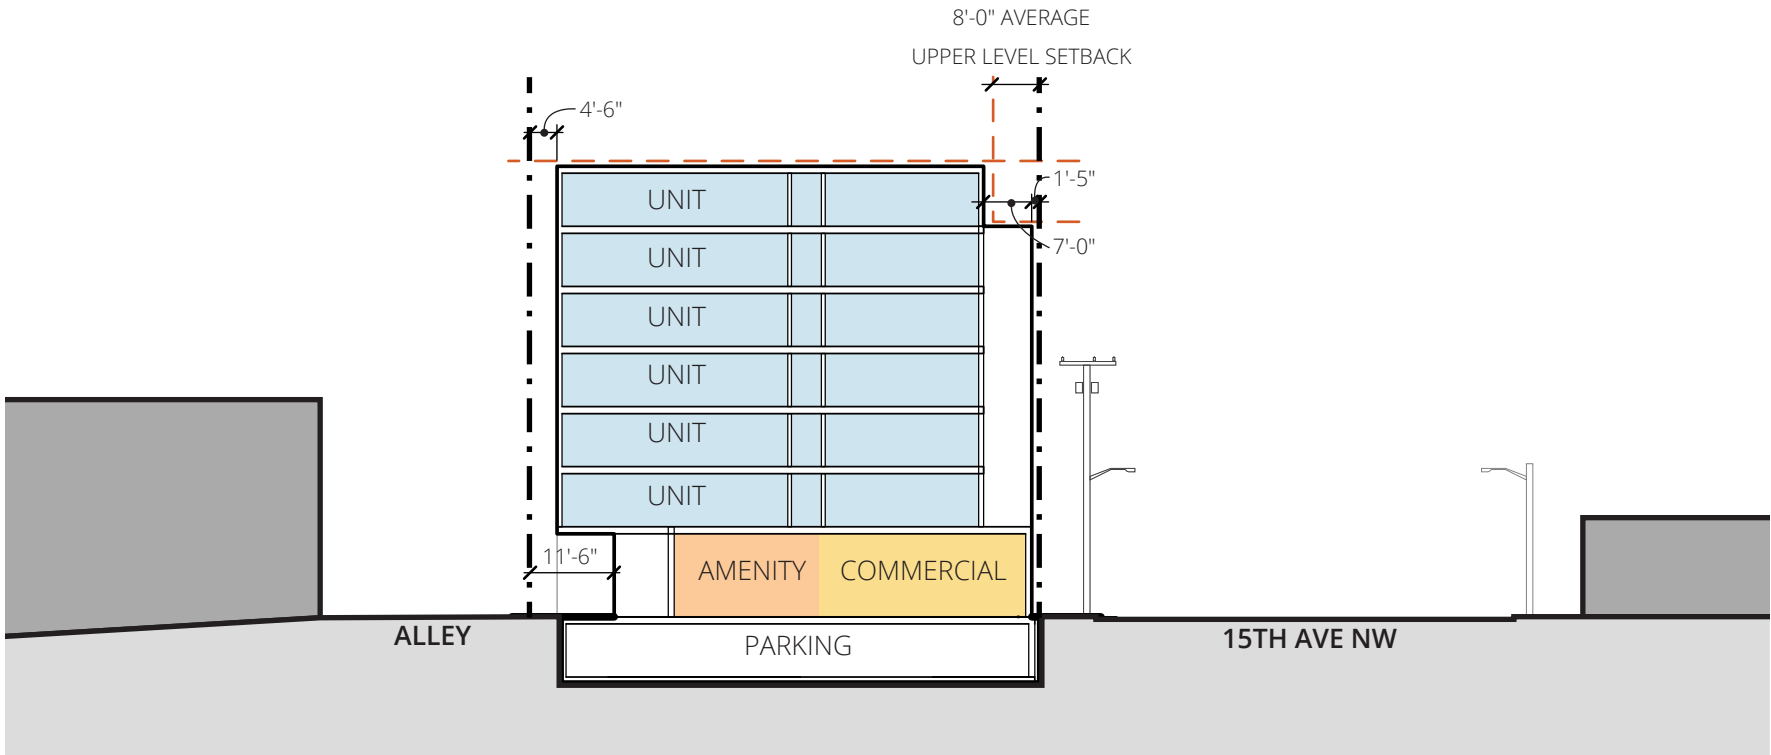 8'-0" AVERAGE
UPPER LEVEL SETBACK
4'-6"
1'-5"
7'-0"
UNIT
UNIT
UNIT
UNIT
UNIT
UNIT
11'-6"
AMENITY
COMMERCIAL
ALLEY
PARKING
15TH AVE NW